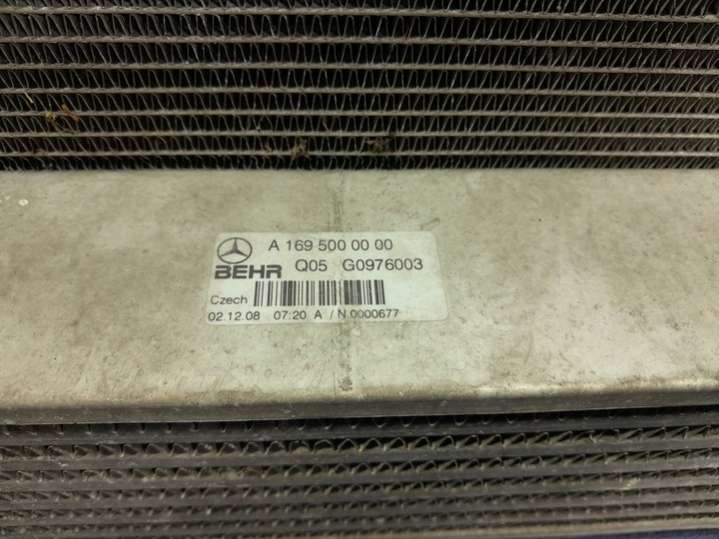 A 169 500 00 00
BEHR Q05 G0976003
Czech
02.12.08 07:20 A / N 0000677